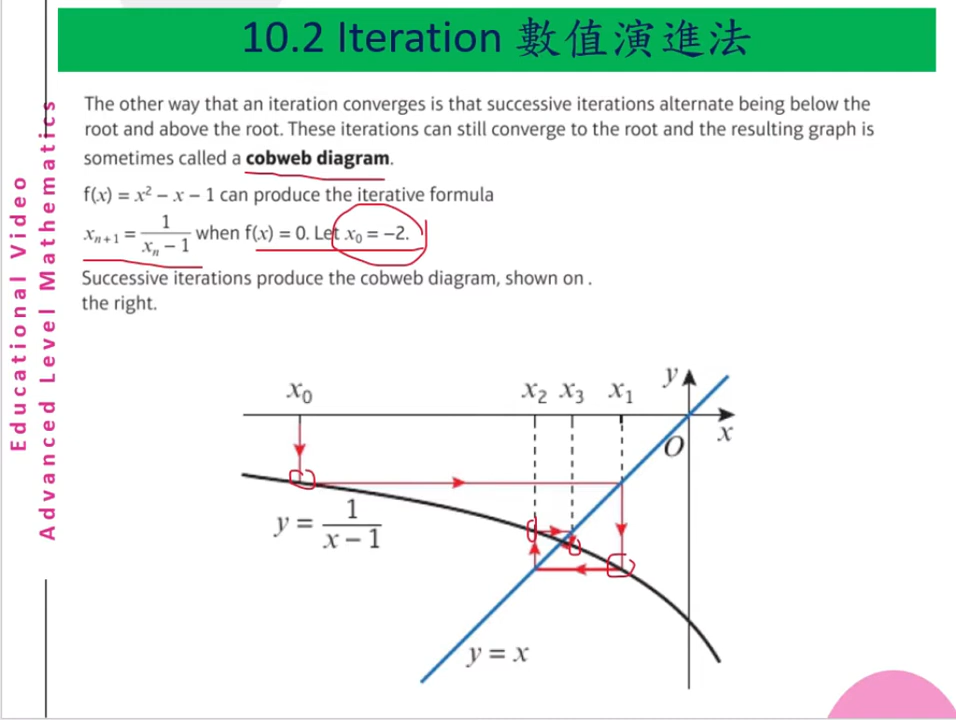 10.2 Iteration 數值演進法
Educational Video
Advanced Level Mathematics
The other way that an iteration converges is that successive iterations alternate being below the
root and above the root. These iterations can still converge to the root and the resulting graph is
sometimes called a cobweb diagram.
f(x) = x² − x − 1 can produce the iterative formula
xₙ₊₁ = 1/(xₙ − 1) when f(x) = 0. Let x₀ = −2.
Successive iterations produce the cobweb diagram, shown on .
the right.
x₀ x₂ x₃ x₁ y
O x
y = 1/(x − 1)
y = x